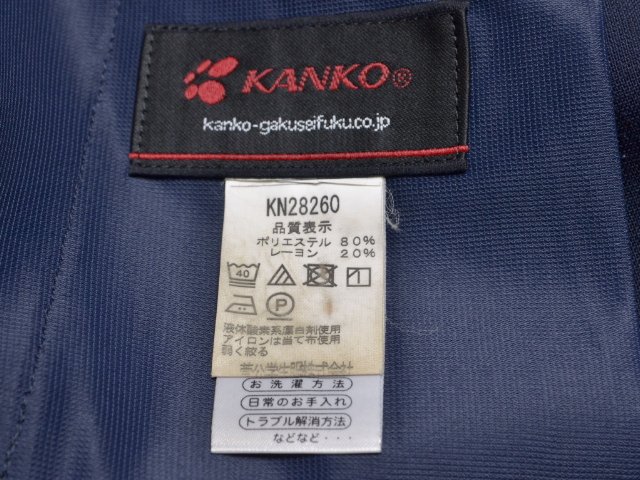 KANKO®
kanko-gakuseifuku.co.jp
KN28260
品質表示
ポリエステル 80%
レーヨン 20%
40
P
液体酸素系漂白剤使用
アイロンは当て布使用
弱く絞る
お洗濯方法
日常のお手入れ
トラブル解消方法
などなど・・・